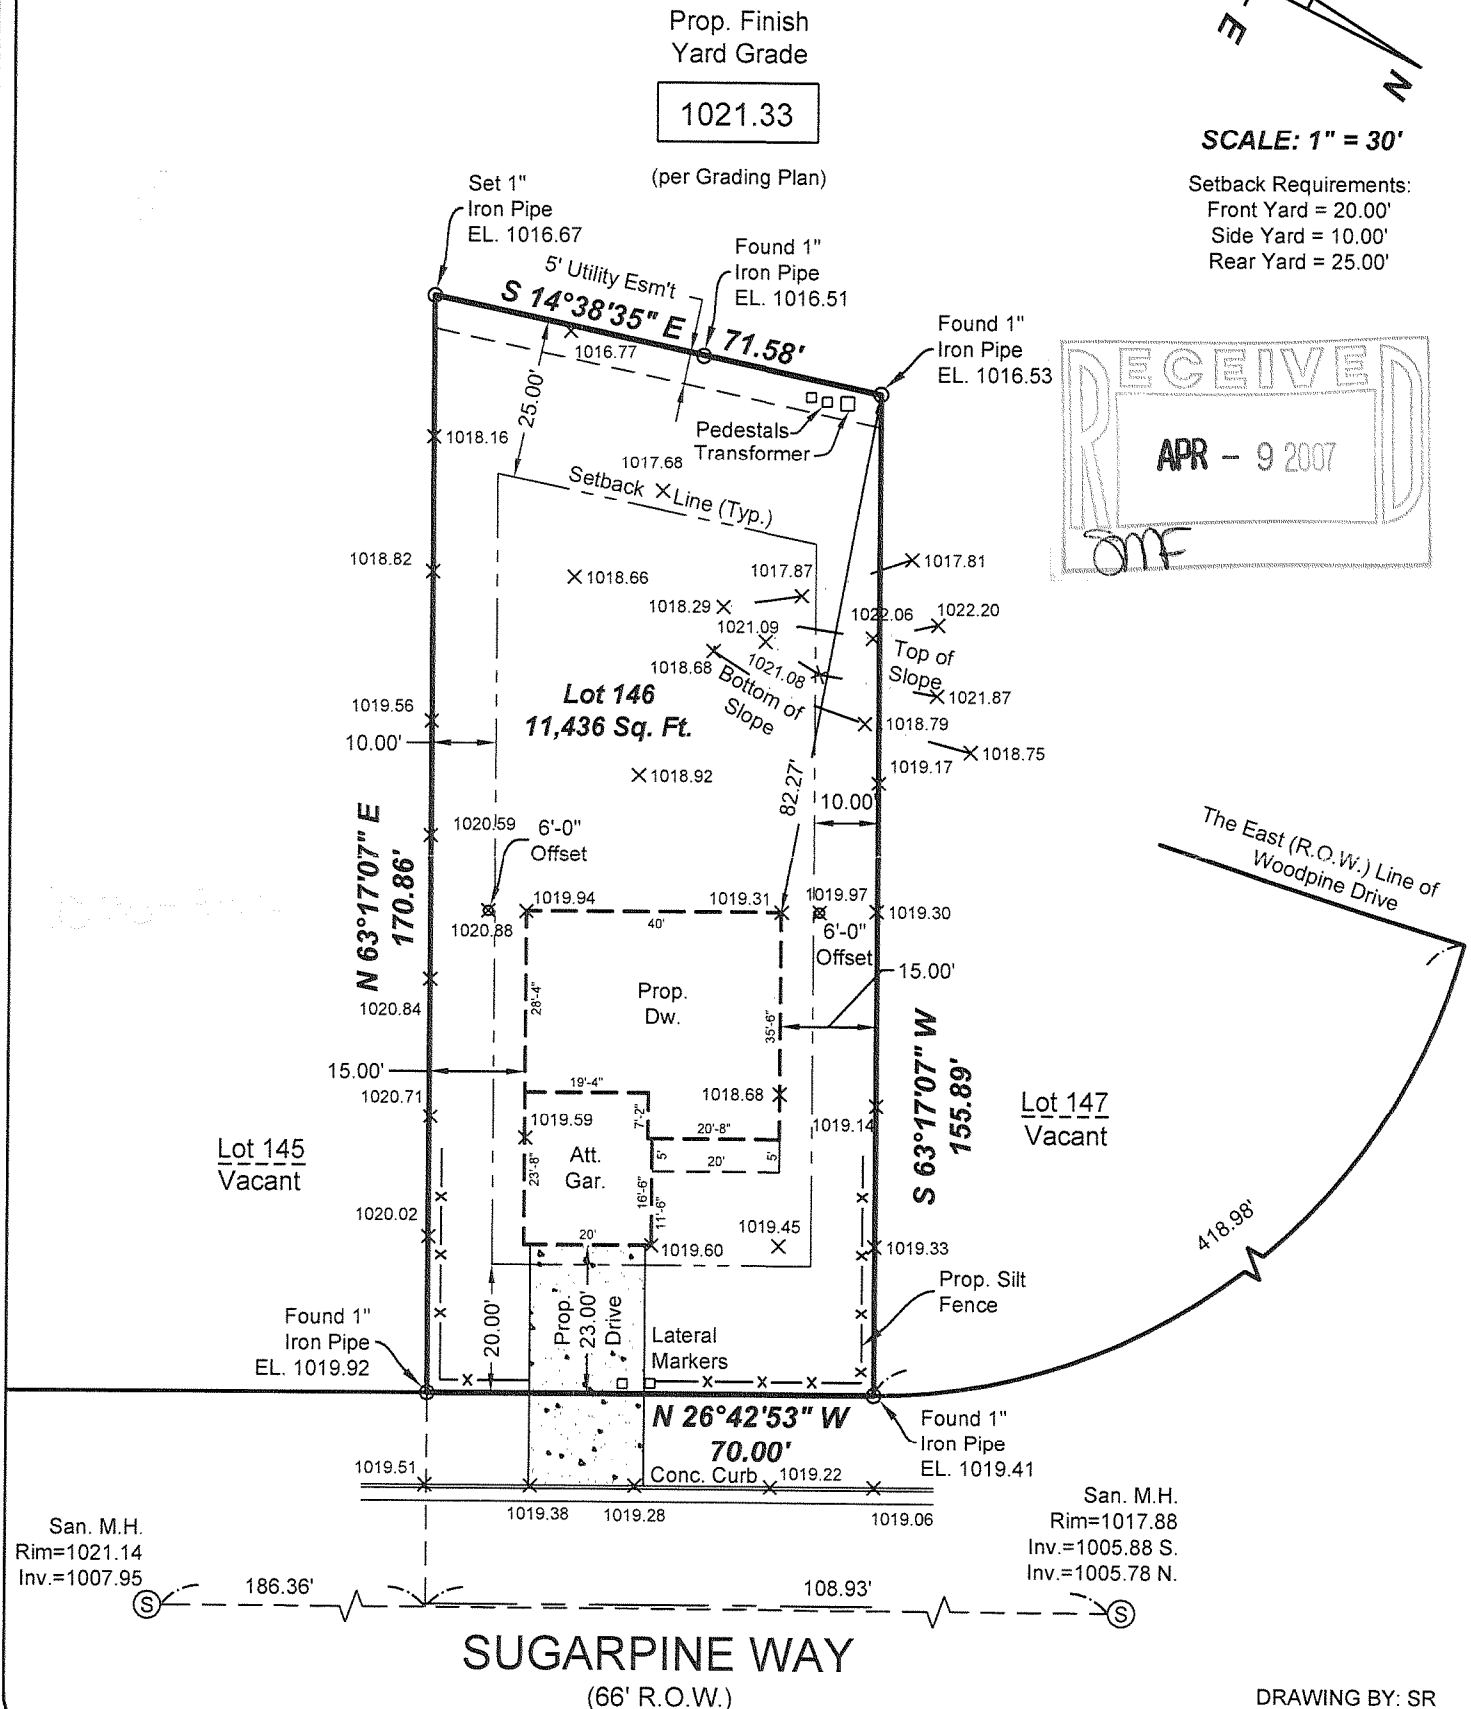 Prop. Finish
Yard Grade
1021.33
(per Grading Plan)
E
N
SCALE: 1" = 30'
Setback Requirements:
Front Yard = 20.00'
Side Yard = 10.00'
Rear Yard = 25.00'
Set 1"
Iron Pipe
EL. 1016.67
5' Utility Esm't
Found 1"
Iron Pipe
EL. 1016.51
S 14°38'35" E 71.58'
Found 1"
Iron Pipe
EL. 1016.53
RECEIVED
APR - 9 2007
1016.77
25.00'
Pedestals
Transformer
1018.16
1017.68
Setback Line (Typ.)
1018.82
1018.66
1017.87
1017.81
1018.29
1021.09
1022.06
1022.20
1018.68
1021.08
Top of
Slope
1021.87
Bottom of
Slope
1018.79
1018.75
Lot 146
11,436 Sq. Ft.
1019.56
10.00'
1018.92
82.27'
1019.17
10.00'
N 63°17'07" E
170.86'
1020.59
6'-0"
Offset
The East (R.O.W.) Line of
Woodpine Drive
1019.94
1019.31
1019.97
1019.30
1020.88
40'
6'-0"
Offset
15.00'
28'-4"
Prop.
Dw.
35'-6"
1020.84
15.00'
S 63°17'07" W
155.89'
1020.71
19'-4"
1018.68
1019.59
7'-2"
20'-8"
1019.14
Lot 147
Vacant
Lot 145
Vacant
Att.
Gar.
23'-8"
5'
20'
5'
16'-6"
11'-6"
1020.02
20'
1019.60
1019.45
1019.33
418.98'
Prop. Silt
Fence
Found 1"
Iron Pipe
EL. 1019.92
20.00'
Prop.
23.00'
Drive
Lateral
Markers
N 26°42'53" W
70.00'
Found 1"
Iron Pipe
EL. 1019.41
1019.51
Conc. Curb
1019.22
1019.38
1019.28
1019.06
San. M.H.
Rim=1021.14
Inv.=1007.95
San. M.H.
Rim=1017.88
Inv.=1005.88 S.
Inv.=1005.78 N.
S
186.36'
108.93'
S
SUGARPINE WAY
(66' R.O.W.)
DRAWING BY: SR